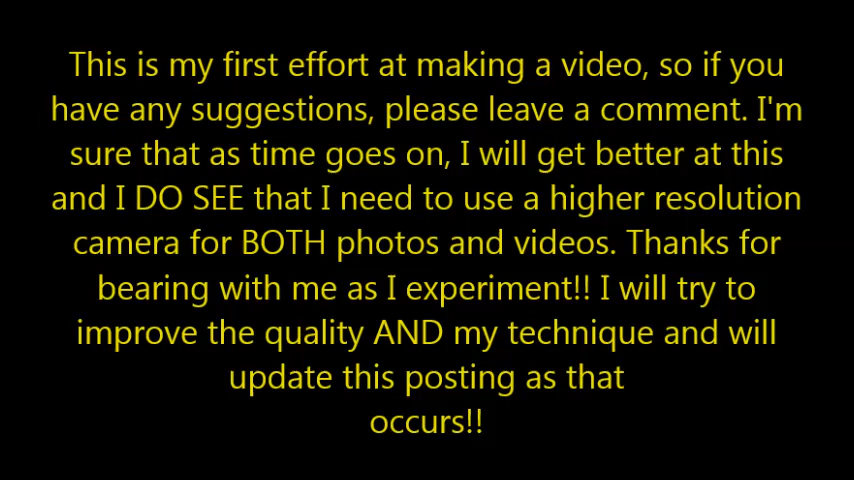 This is my first effort at making a video, so if you
have any suggestions, please leave a comment. I'm
sure that as time goes on, I will get better at this
and I DO SEE that I need to use a higher resolution
camera for BOTH photos and videos. Thanks for
bearing with me as I experiment!! I will try to
improve the quality AND my technique and will
update this posting as that
occurs!!